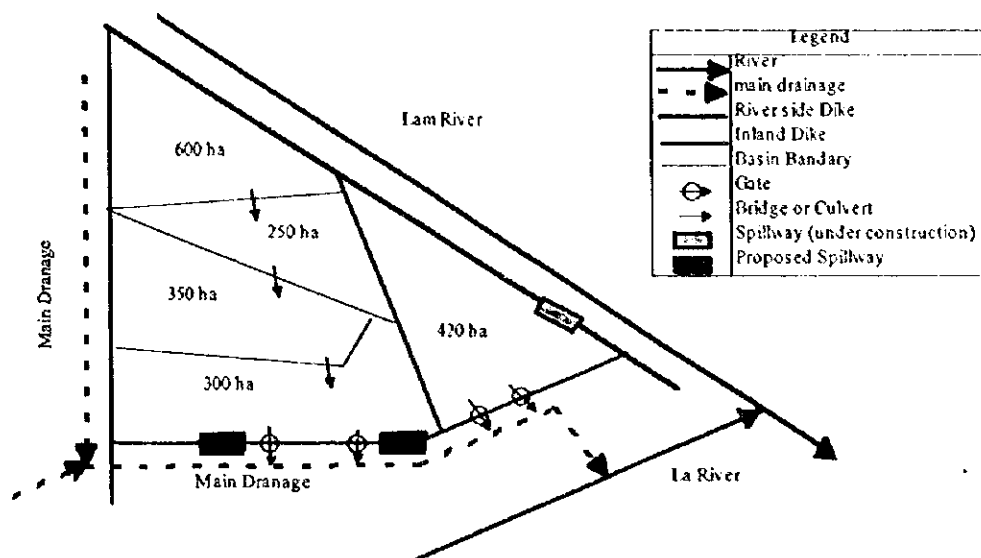 Legend
River
main drainage
River side Dike
Inland Dike
Basin Bandary
Gate
Bridge or Culvert
Spillway (under construction)
Proposed Spillway
Lam River
600 ha
250 ha
Main Dranage
350 ha
420 ha
300 ha
Main Dranage
La River